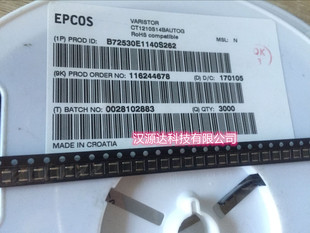 EPCOS
VARISTOR
CT1210S14BAUTOG
RoHS compatible
(1P) PROD ID: B72530E1140S262
MSL: N
(9K) PROD ORDER NO: 116244678
(D) D/C: 170105
(T) BATCH NO: 0028102883
(Q) QTY: 3000
MADE IN CROATIA
汉源达科技有限公司